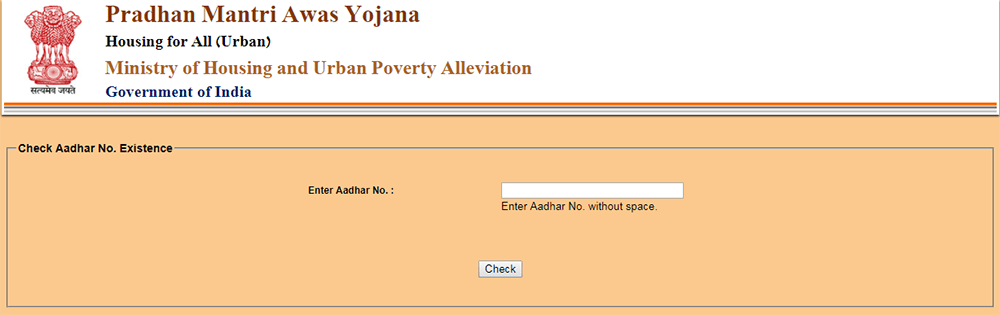 Pradhan Mantri Awas Yojana
Housing for All (Urban)
Ministry of Housing and Urban Poverty Alleviation
सत्यमेव जयते
Government of India
Check Aadhar No. Existence
Enter Aadhar No. :
Enter Aadhar No. without space.
Check